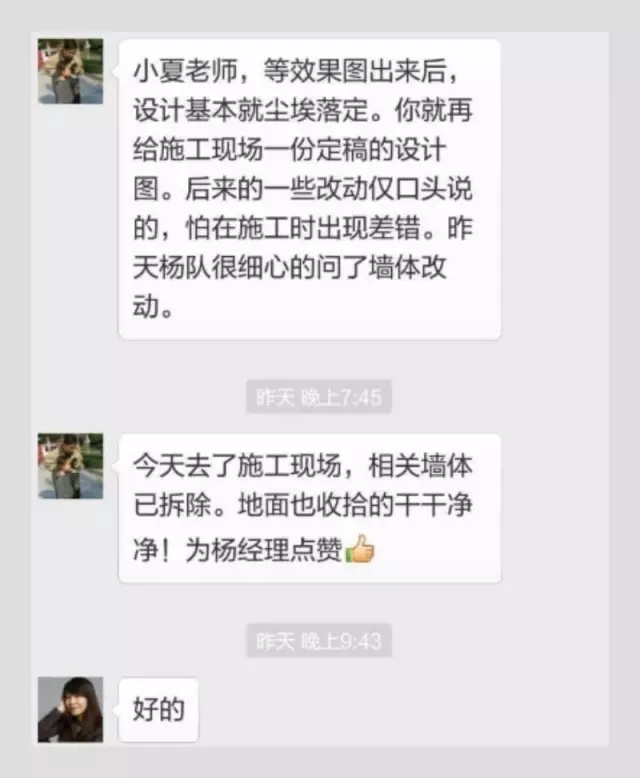 小夏老师，等效果图出来后，
设计基本就尘埃落定。你就再
给施工现场一份定稿的设计
图。后来的一些改动仅口头说
的，怕在施工时出现差错。昨
天杨队很细心的问了墙体改
动。
昨天 晚上7:45
今天去了施工现场，相关墙体
已拆除。地面也收拾的干干净
净！为杨经理点赞👍
昨天 晚上9:43
好的